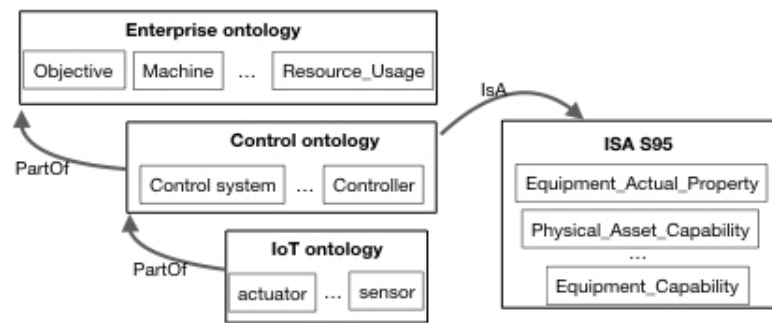 Enterprise ontology
Objective Machine ... Resource_Usage
IsA
Control ontology
PartOf
Control system ... Controller
IoT ontology
PartOf
actuator ... sensor
ISA S95
Equipment_Actual_Property
Physical_Asset_Capability
...
Equipment_Capability